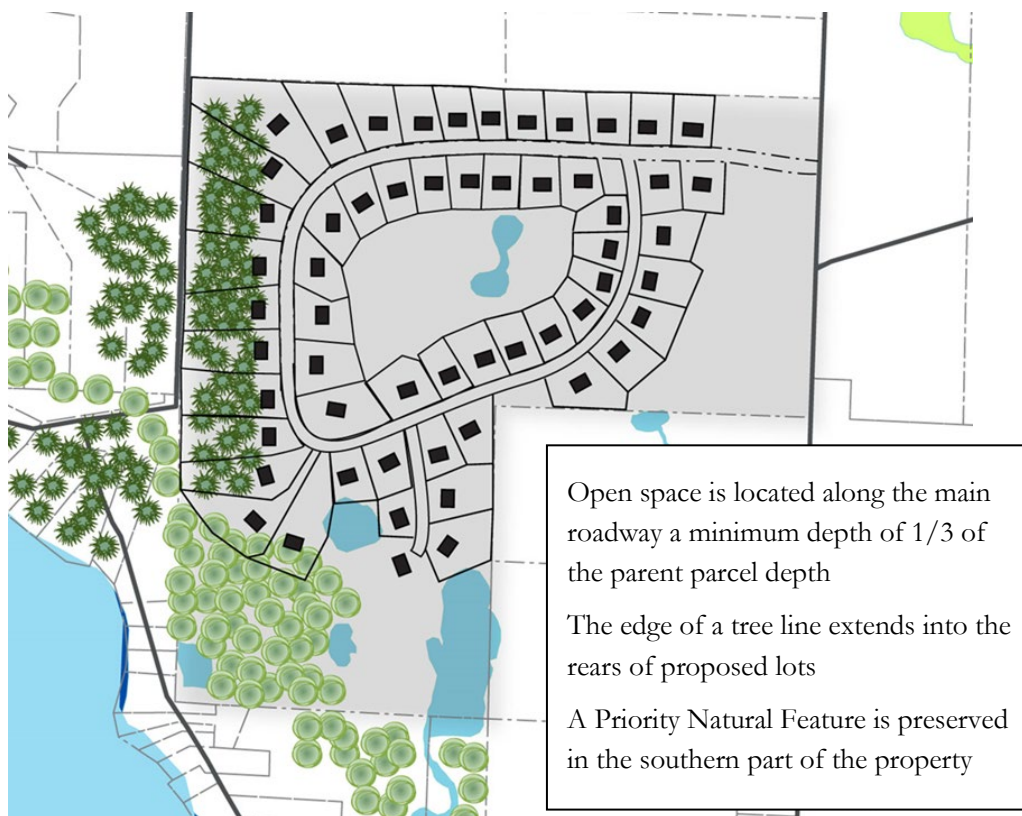 Open space is located along the main
roadway a minimum depth of 1/3 of
the parent parcel depth
The edge of a tree line extends into the
rears of proposed lots
A Priority Natural Feature is preserved
in the southern part of the property